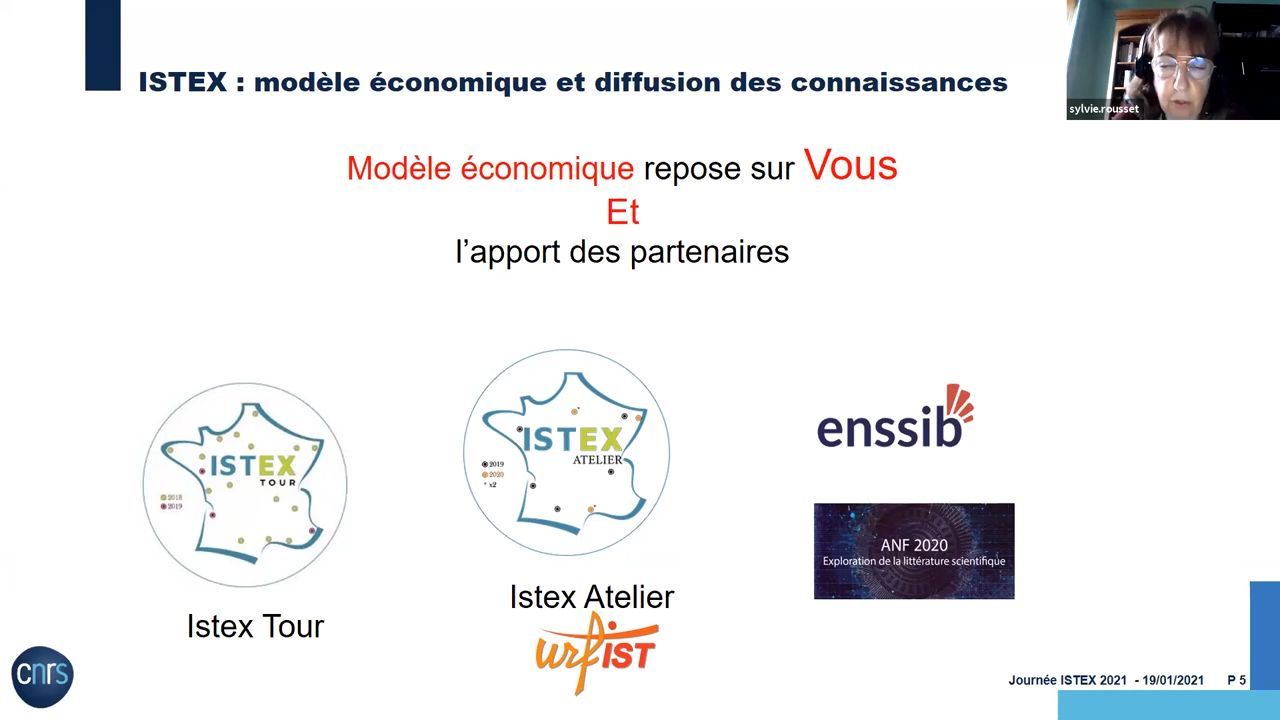 ISTEX : modèle économique et diffusion des connaissances
sylvie.rousset
Modèle économique repose sur Vous
Et
l'apport des partenaires
ISTEX
TOUR
2018
2019
Istex Tour
ISTEX
ATELIER
2019
2020
* x2
Istex Atelier
urfIST
enssib
ANF 2020
Exploration de la littérature scientifique
cnrs
Journée ISTEX 2021 - 19/01/2021 P 5